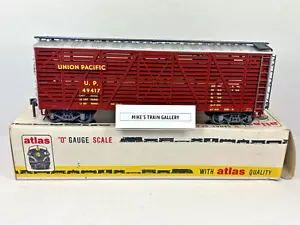 UNION PACIFIC
U. P.
49417
MIKE'S TRAIN GALLERY
atlas
"O" GAUGE SCALE
WITH atlas QUALITY